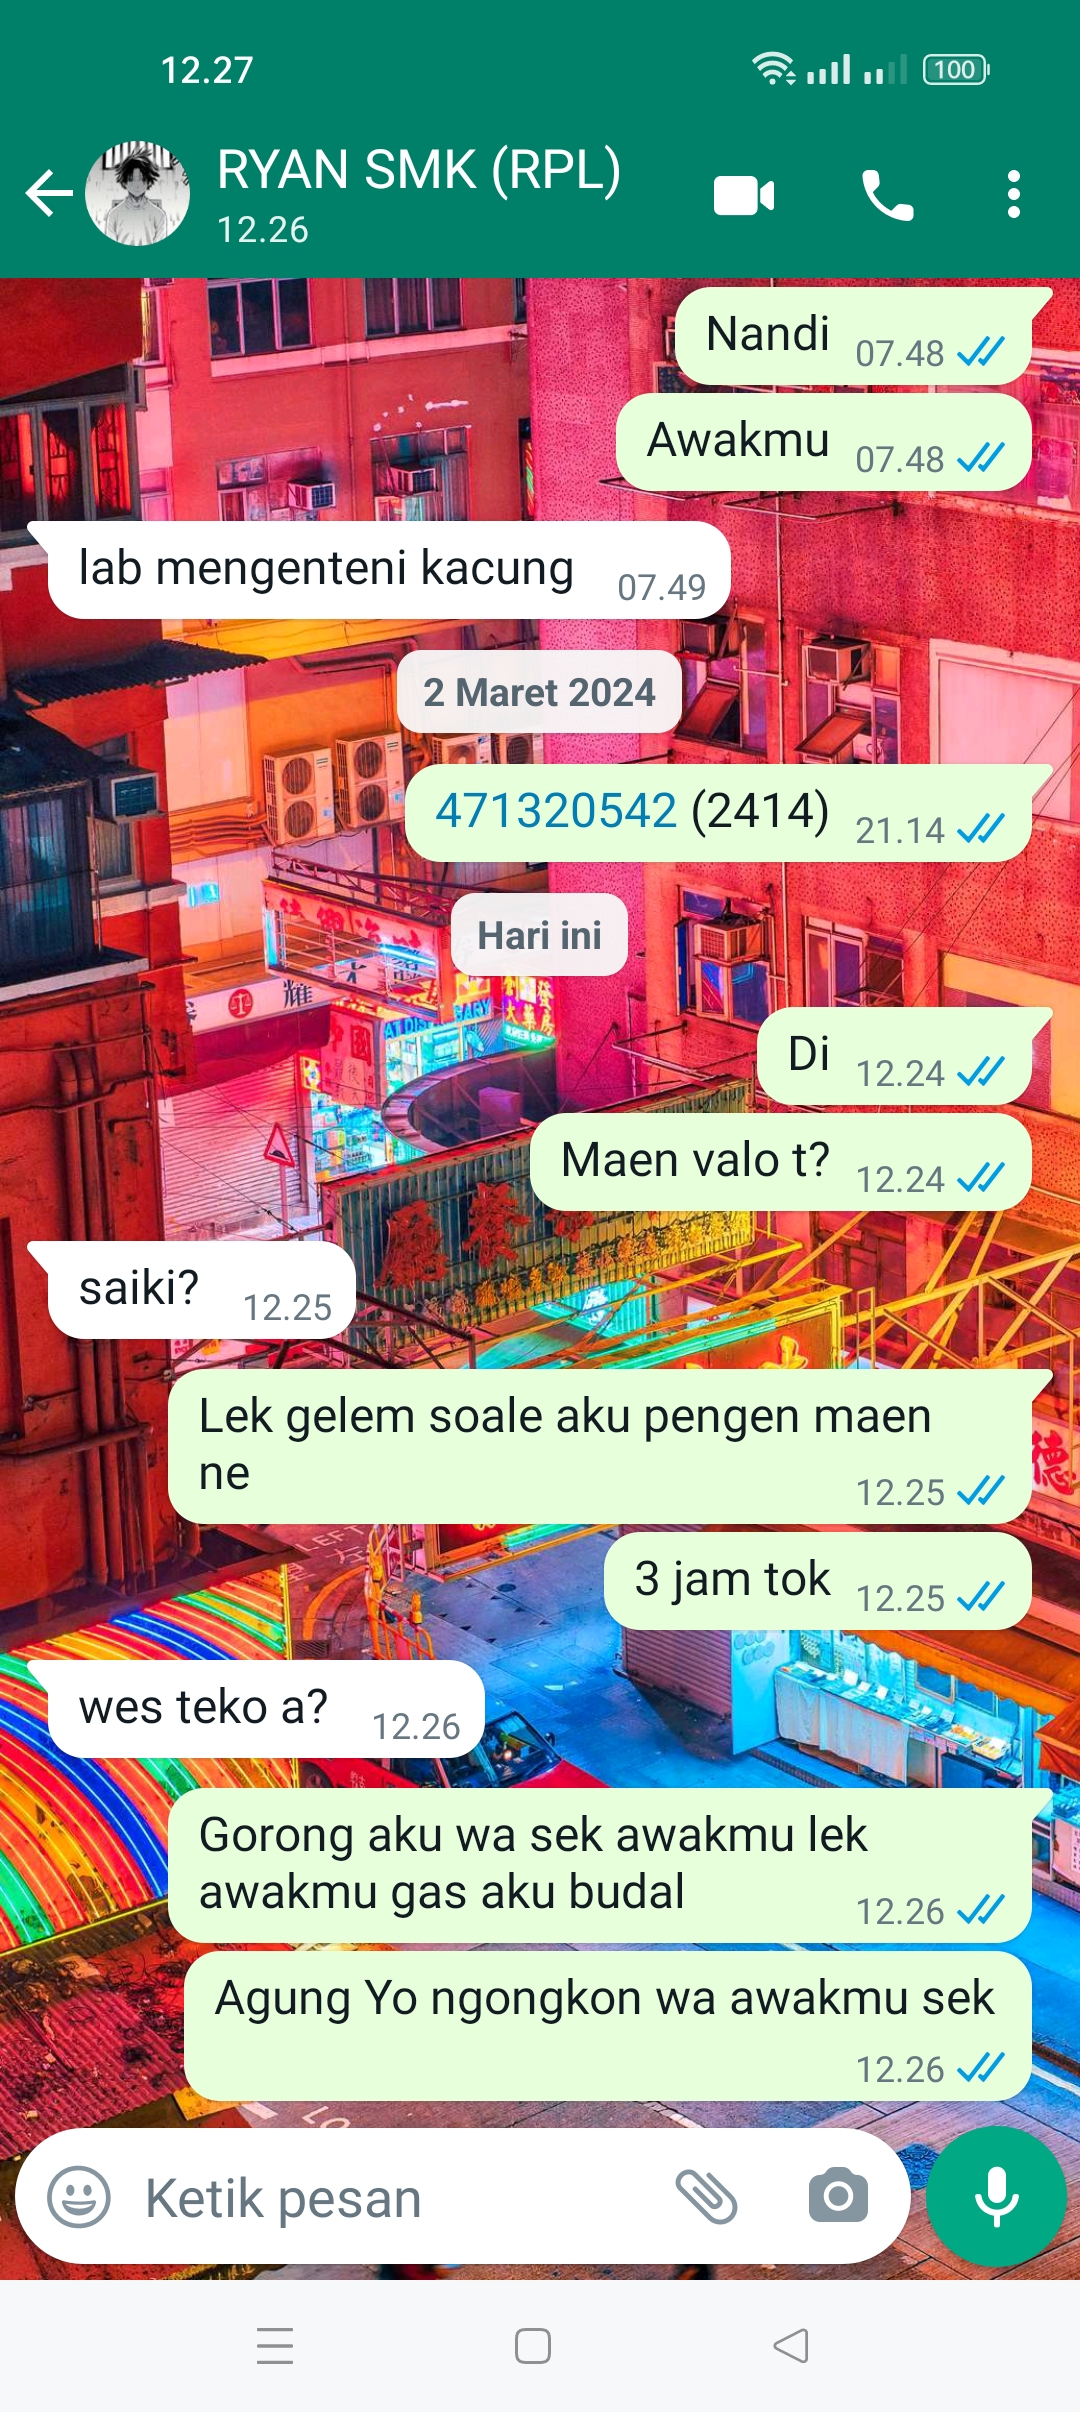 12.27
100
RYAN SMK (RPL)
12.26
Nandi 07.48
Awakmu 07.48
lab mengenteni kacung 07.49
2 Maret 2024
471320542 (2414) 21.14
Hari ini
Di 12.24
Maen valo t? 12.24
saiki? 12.25
Lek gelem soale aku pengen maen
ne 12.25
3 jam tok 12.25
wes teko a? 12.26
Gorong aku wa sek awakmu lek
awakmu gas aku budal 12.26
Agung Yo ngongkon wa awakmu sek
12.26
Ketik pesan